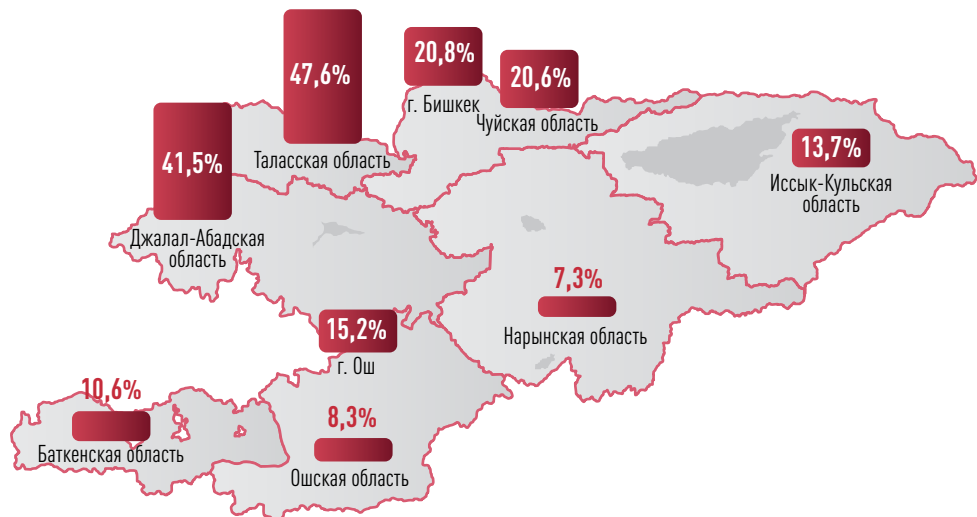 47,6%
Таласская область
20,8%
г. Бишкек
20,6%
Чуйская область
13,7%
Иссык-Кульская
область
41,5%
Джалал-Абадская
область
7,3%
Нарынская область
15,2%
г. Ош
10,6%
Баткенская область
8,3%
Ошская область